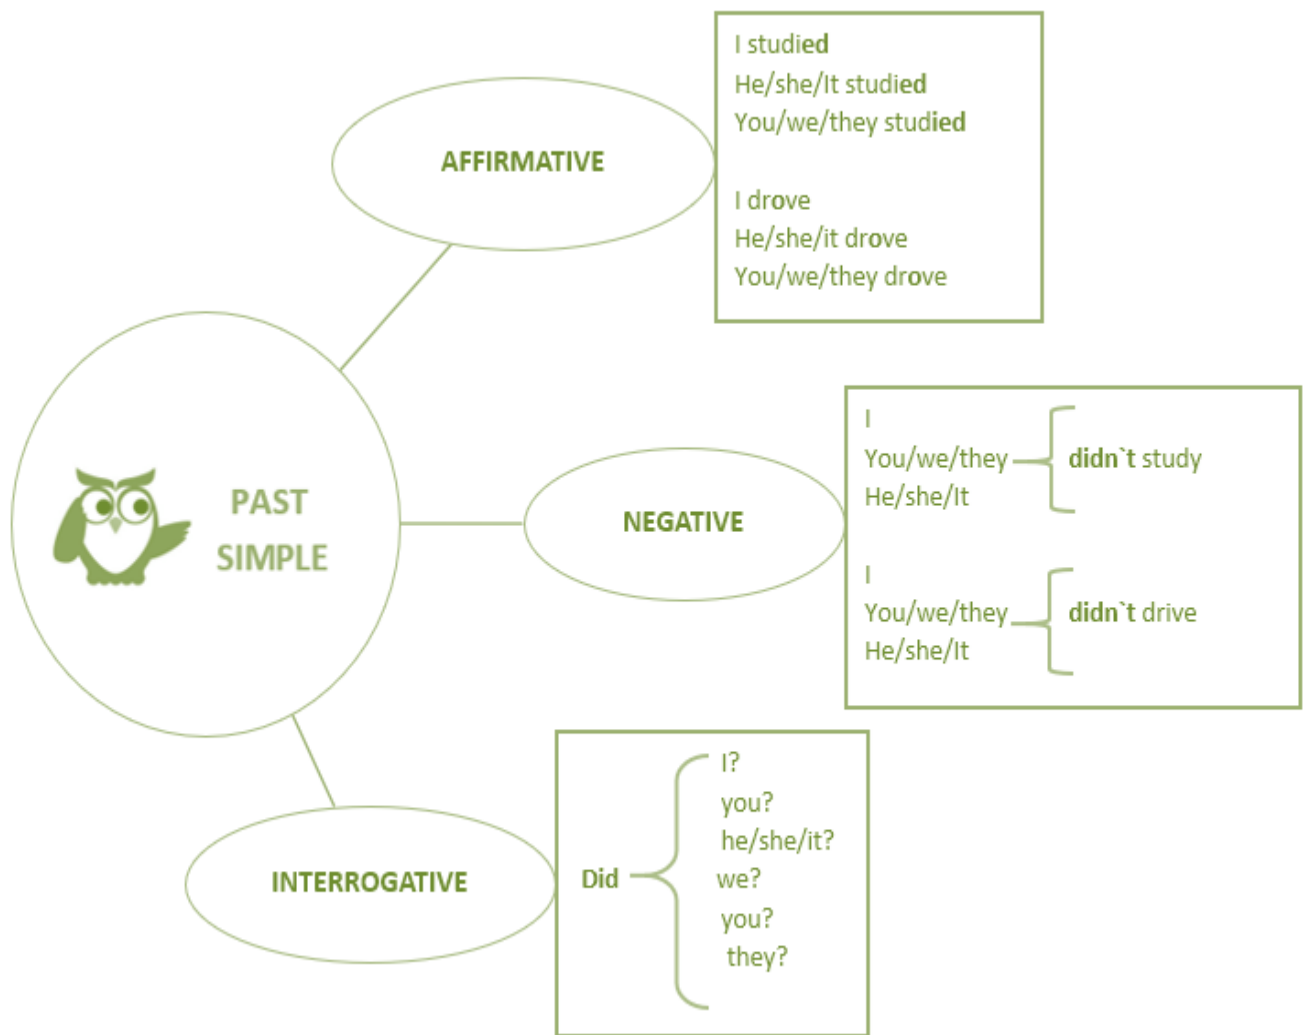 PAST
SIMPLE
AFFIRMATIVE
I studied
He/she/It studied
You/we/they studied
I drove
He/she/it drove
You/we/they drove
NEGATIVE
I
You/we/they
He/she/It
didn`t study
I
You/we/they
He/she/It
didn`t drive
INTERROGATIVE
Did
I?
you?
he/she/it?
we?
you?
they?